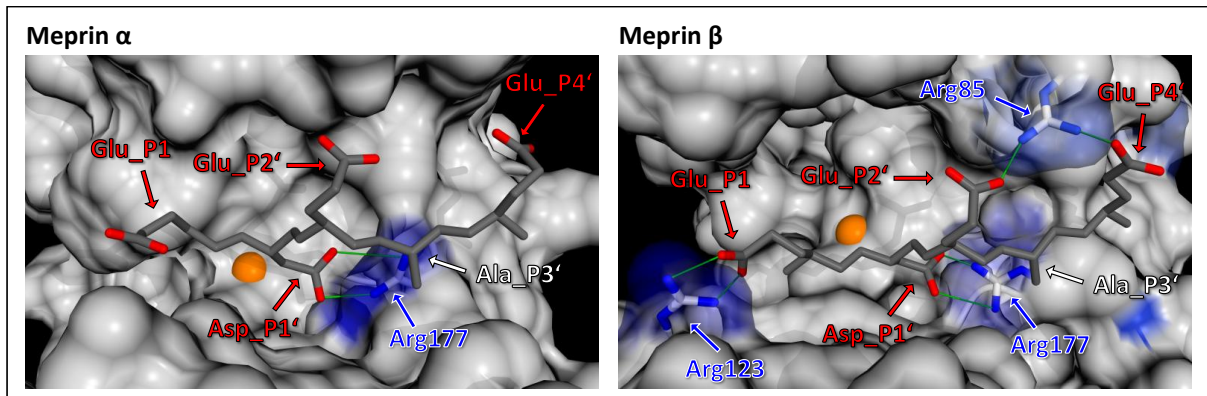 Meprin α
Glu_P4‘
Glu_P1
Glu_P2‘
Ala_P3‘
Asp_P1‘
Arg177
Meprin β
Arg85
Glu_P4‘
Glu_P1
Glu_P2‘
Ala_P3‘
Asp_P1‘
Arg177
Arg123